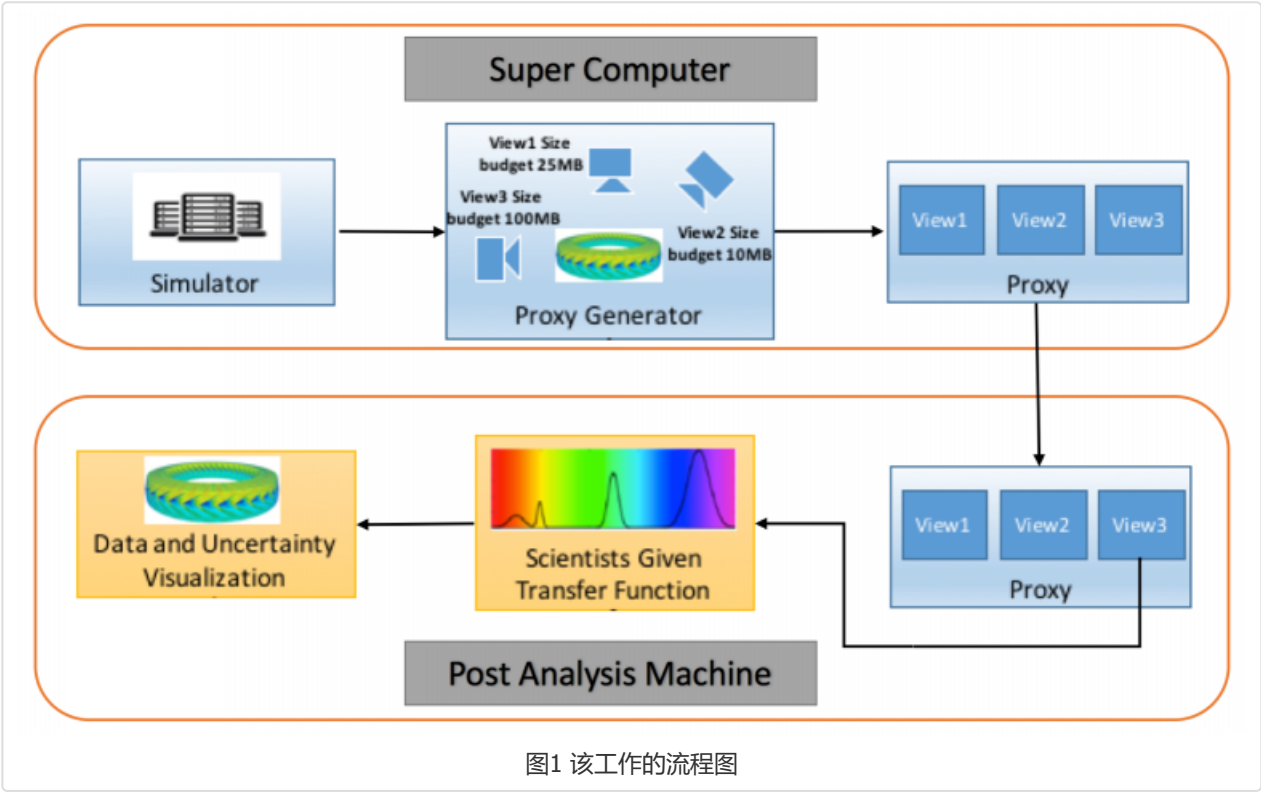 Super Computer
View1 Size
budget 25MB
View3 Size
budget 100MB
View2 Size
budget 10MB
Simulator
Proxy Generator
View1 View2 View3
Proxy
Data and Uncertainty
Visualization
Scientists Given
Transfer Function
View1 View2 View3
Proxy
Post Analysis Machine
图1 该工作的流程图